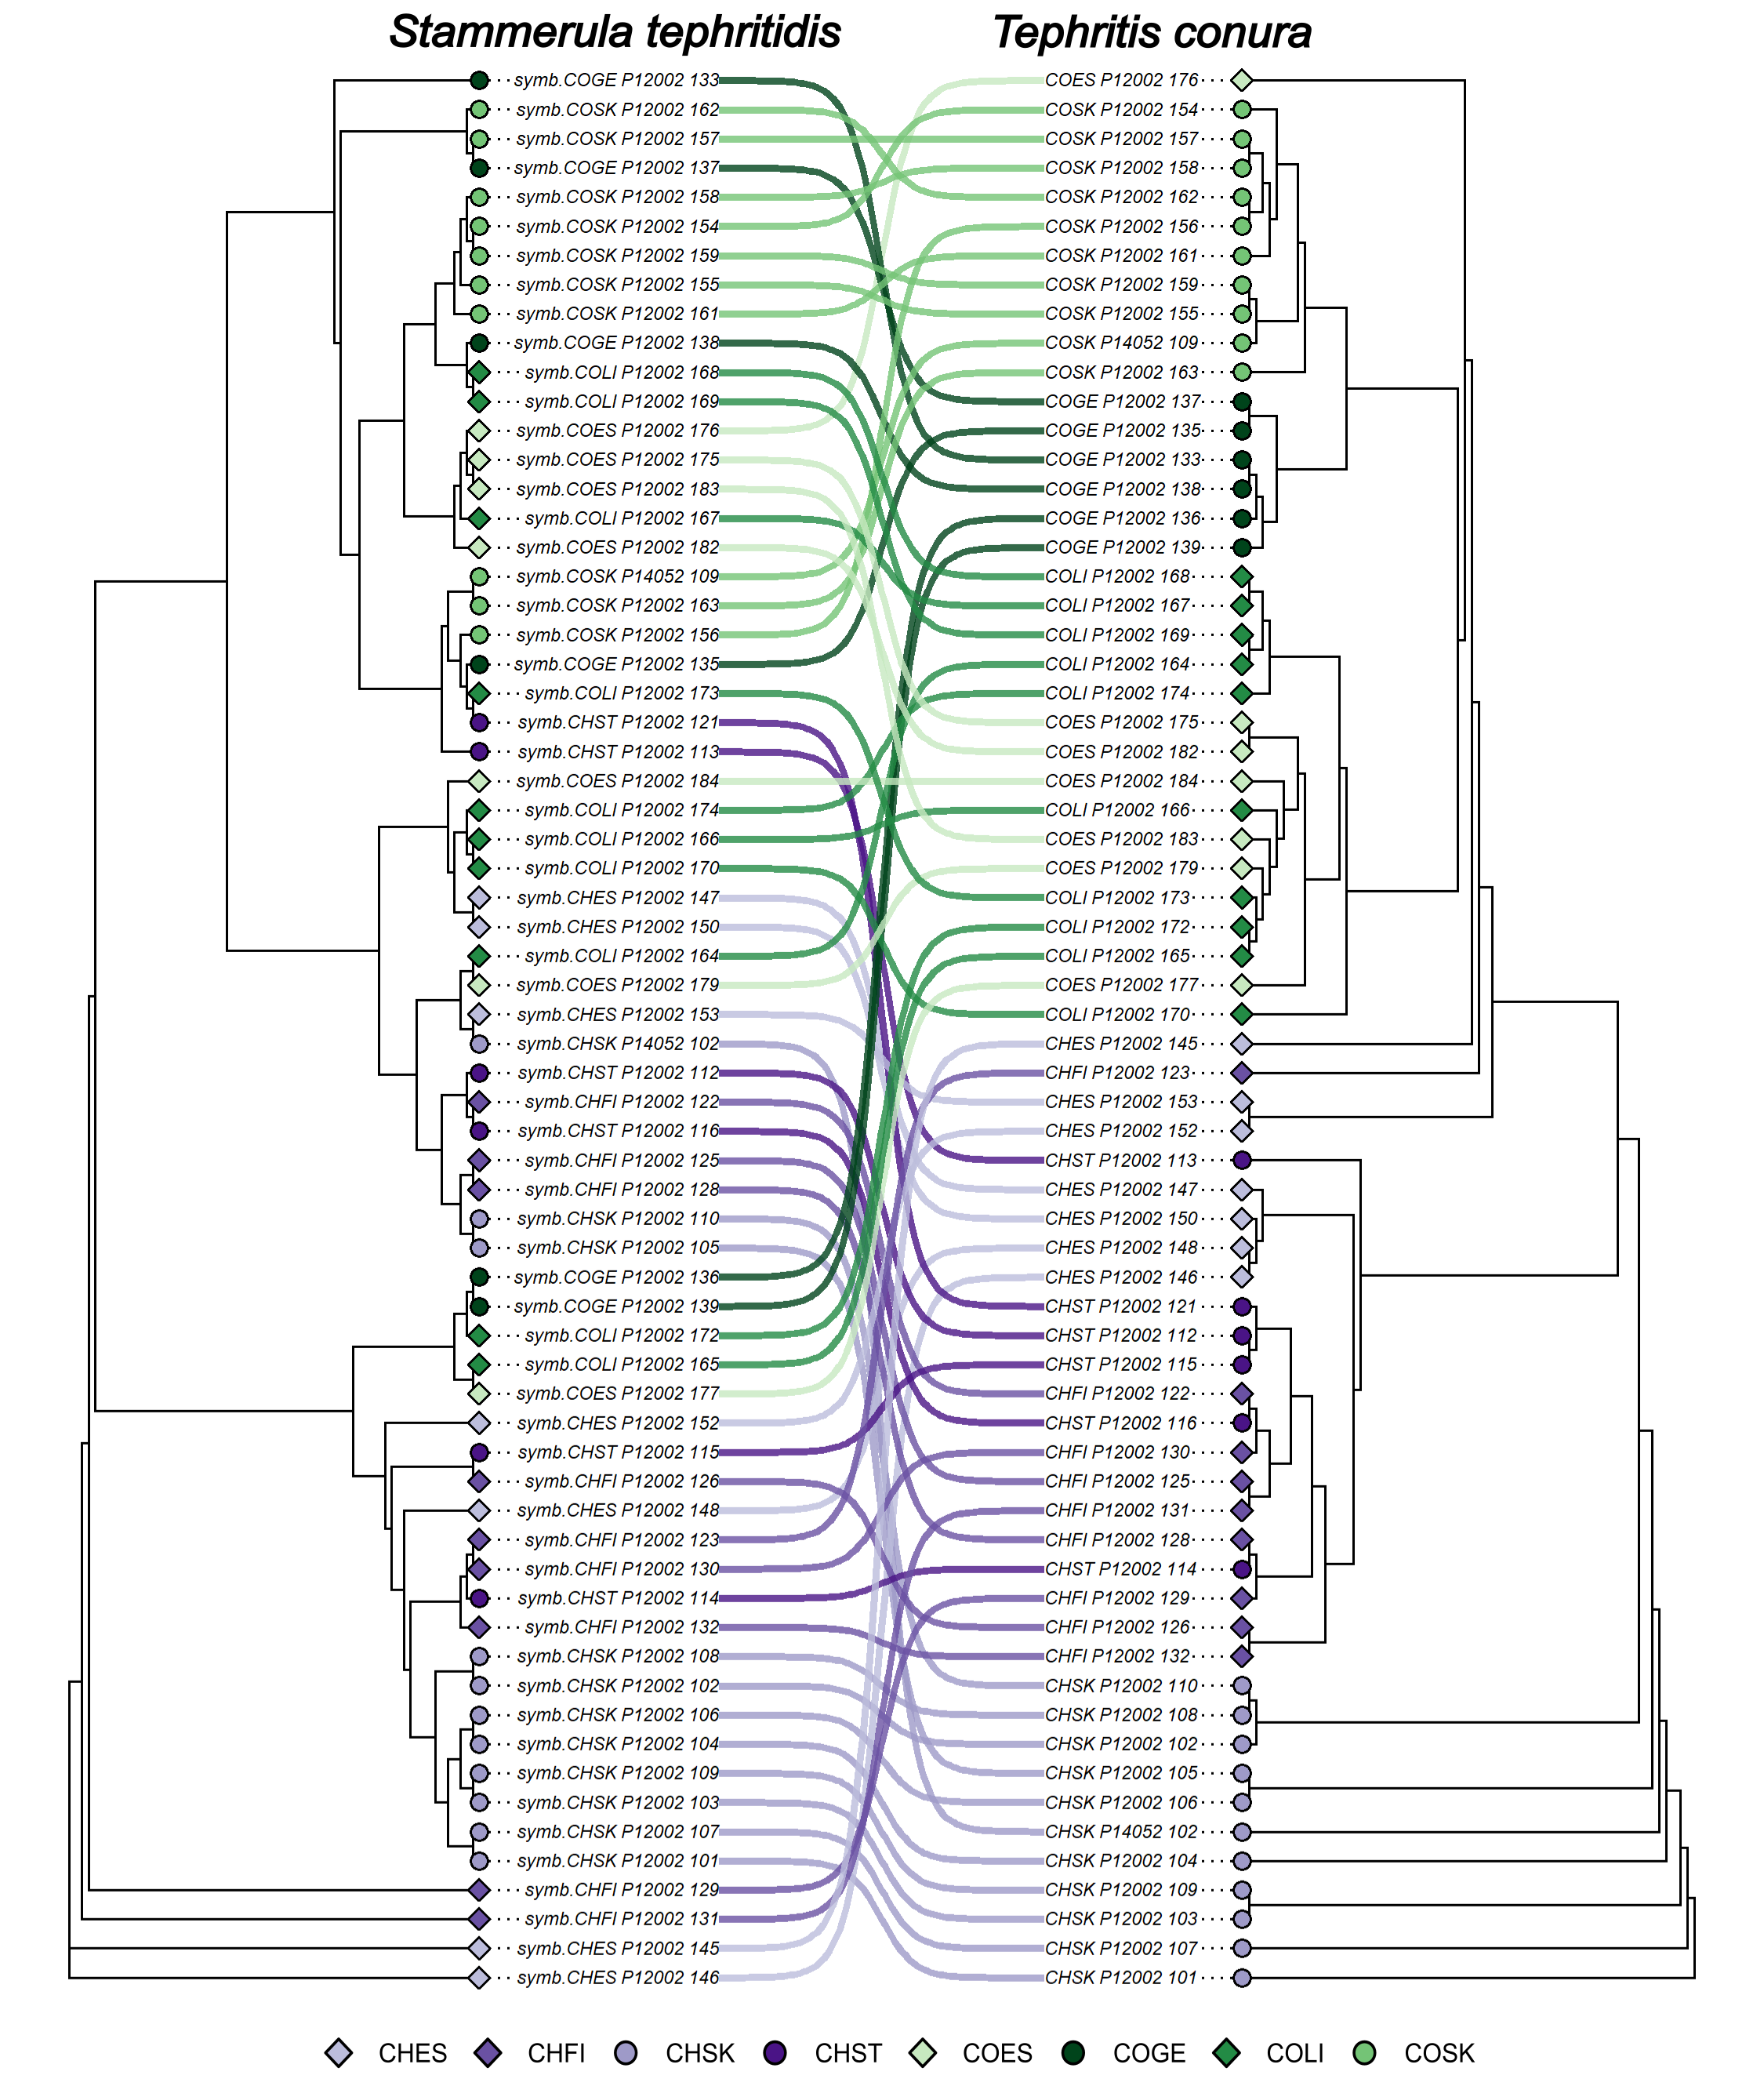 Stammerula tephritidis Tephritis conura
symb.COGE P12002 133 COES P12002 176
symb.COSK P12002 162 COSK P12002 154
symb.COSK P12002 157 COSK P12002 157
symb.COGE P12002 137 COSK P12002 158
symb.COSK P12002 158 COSK P12002 162
symb.COSK P12002 154 COSK P12002 156
symb.COSK P12002 159 COSK P12002 161
symb.COSK P12002 155 COSK P12002 159
symb.COSK P12002 161 COSK P12002 155
symb.COGE P12002 138 COSK P14052 109
symb.COLI P12002 168 COSK P12002 163
symb.COLI P12002 169 COGE P12002 137
symb.COES P12002 176 COGE P12002 135
symb.COES P12002 175 COGE P12002 133
symb.COES P12002 183 COGE P12002 138
symb.COLI P12002 167 COGE P12002 136
symb.COES P12002 182 COGE P12002 139
symb.COSK P14052 109 COLI P12002 168
symb.COSK P12002 163 COLI P12002 167
symb.COSK P12002 156 COLI P12002 169
symb.COGE P12002 135 COLI P12002 164
symb.COLI P12002 173 COLI P12002 174
symb.CHST P12002 121 COES P12002 175
symb.CHST P12002 113 COES P12002 182
symb.COES P12002 184 COES P12002 184
symb.COLI P12002 174 COLI P12002 166
symb.COLI P12002 166 COES P12002 183
symb.COLI P12002 170 COES P12002 179
symb.CHES P12002 147 COLI P12002 173
symb.CHES P12002 150 COLI P12002 172
symb.COLI P12002 164 COLI P12002 165
symb.COES P12002 179 COES P12002 177
symb.CHES P12002 153 COLI P12002 170
symb.CHSK P14052 102 CHES P12002 145
symb.CHST P12002 112 CHFI P12002 123
symb.CHFI P12002 122 CHES P12002 153
symb.CHST P12002 116 CHES P12002 152
symb.CHFI P12002 125 CHST P12002 113
symb.CHFI P12002 128 CHES P12002 147
symb.CHSK P12002 110 CHES P12002 150
symb.CHSK P12002 105 CHES P12002 148
symb.COGE P12002 136 CHES P12002 146
symb.COGE P12002 139 CHST P12002 121
symb.COLI P12002 172 CHST P12002 112
symb.COLI P12002 165 CHST P12002 115
symb.COES P12002 177 CHFI P12002 122
symb.CHES P12002 152 CHST P12002 116
symb.CHST P12002 115 CHFI P12002 130
symb.CHFI P12002 126 CHFI P12002 125
symb.CHES P12002 148 CHFI P12002 131
symb.CHFI P12002 123 CHFI P12002 128
symb.CHFI P12002 130 CHST P12002 114
symb.CHST P12002 114 CHFI P12002 129
symb.CHFI P12002 132 CHFI P12002 126
symb.CHSK P12002 108 CHFI P12002 132
symb.CHSK P12002 102 CHSK P12002 110
symb.CHSK P12002 106 CHSK P12002 108
symb.CHSK P12002 104 CHSK P12002 102
symb.CHSK P12002 109 CHSK P12002 105
symb.CHSK P12002 103 CHSK P12002 106
symb.CHSK P12002 107 CHSK P14052 102
symb.CHSK P12002 101 CHSK P12002 104
symb.CHFI P12002 129 CHSK P12002 109
symb.CHFI P12002 131 CHSK P12002 103
symb.CHES P12002 145 CHSK P12002 107
symb.CHES P12002 146 CHSK P12002 101
CHES CHFI CHSK CHST COES COGE COLI COSK